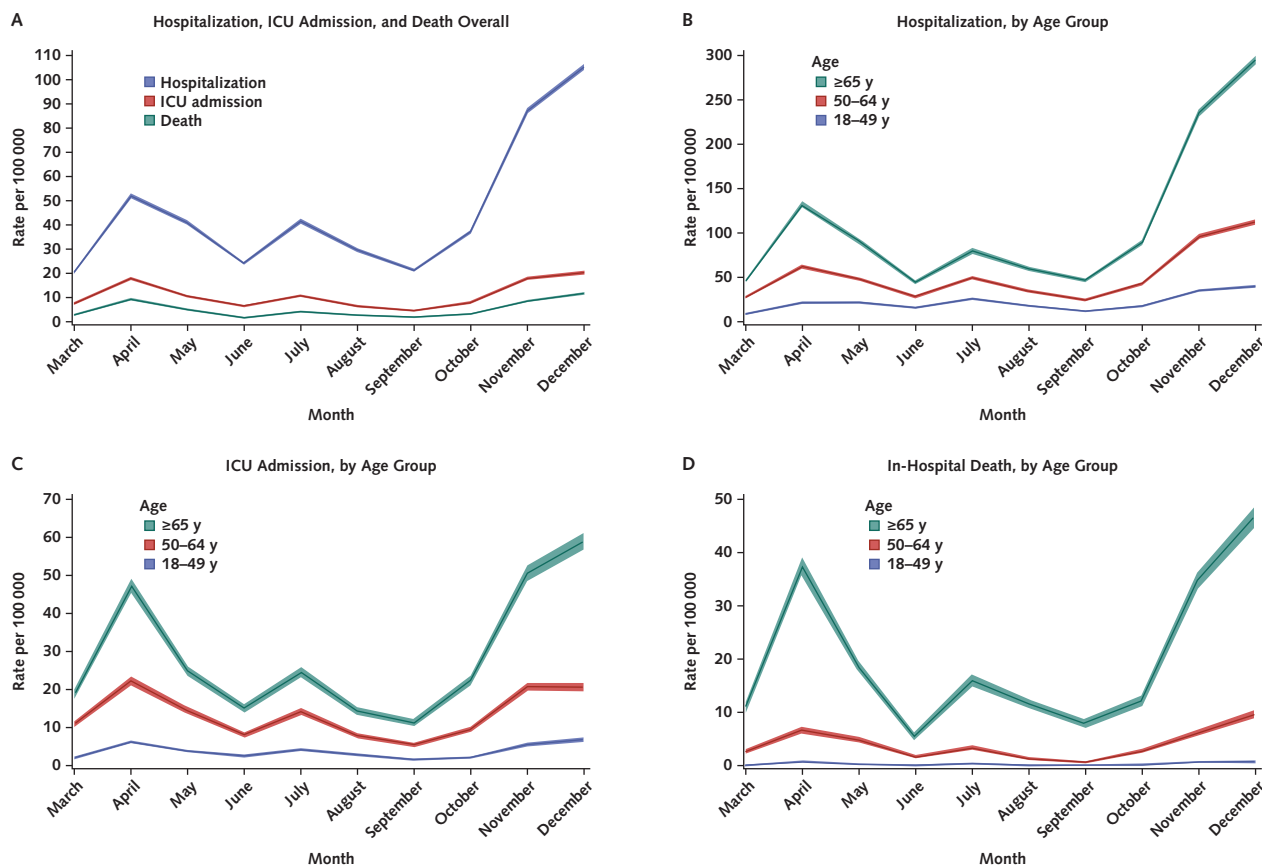 A
Hospitalization, ICU Admission, and Death Overall
110
100
90
80
70
60
50
40
30
20
10
0
Rate per 100 000
Hospitalization
ICU admission
Death
March
April
May
June
July
August
September
October
November
December
Month
B
Hospitalization, by Age Group
300
250
200
150
100
50
0
Rate per 100 000
Age
≥65 y
50–64 y
18–49 y
March
April
May
June
July
August
September
October
November
December
Month
C
ICU Admission, by Age Group
70
60
50
40
30
20
10
0
Rate per 100 000
Age
≥65 y
50–64 y
18–49 y
March
April
May
June
July
August
September
October
November
December
Month
D
In-Hospital Death, by Age Group
50
40
30
20
10
0
Rate per 100 000
Age
≥65 y
50–64 y
18–49 y
March
April
May
June
July
August
September
October
November
December
Month